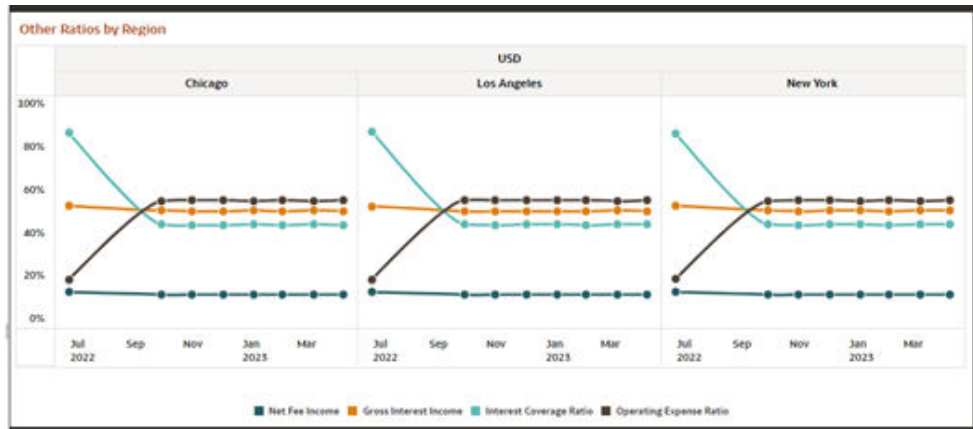 Other Ratios by Region
USD
Chicago Los Angeles New York
100%
80%
60%
40%
20%
0%
Jul Sep Nov Jan Mar Jul Sep Nov Jan Mar Jul Sep Nov Jan Mar
2022 2023 2022 2023 2022 2023
Net Fee Income Gross Interest Income Interest Coverage Ratio Operating Expense Ratio